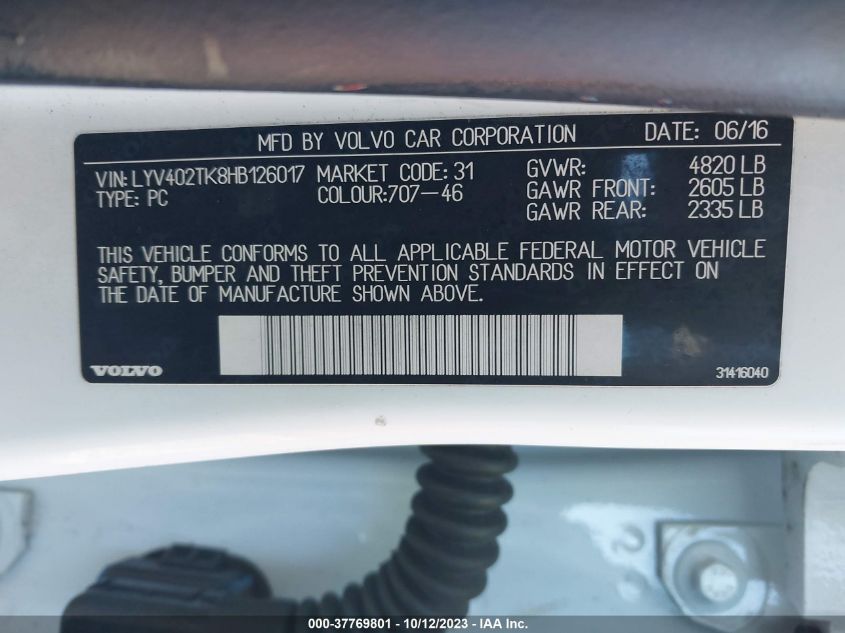 MFD BY VOLVO CAR CORPORATION DATE: 06/16
VIN: LYV402TK8HB126017 MARKET CODE: 31 GVWR: 4820 LB
TYPE: PC COLOUR:707-46 GAWR FRONT: 2605 LB
GAWR REAR: 2335 LB
THIS VEHICLE CONFORMS TO ALL APPLICABLE FEDERAL MOTOR VEHICLE
SAFETY, BUMPER AND THEFT PREVENTION STANDARDS IN EFFECT ON
THE DATE OF MANUFACTURE SHOWN ABOVE.
VOLVO 31416040
000-37769801 - 10/12/2023 - IAA Inc.